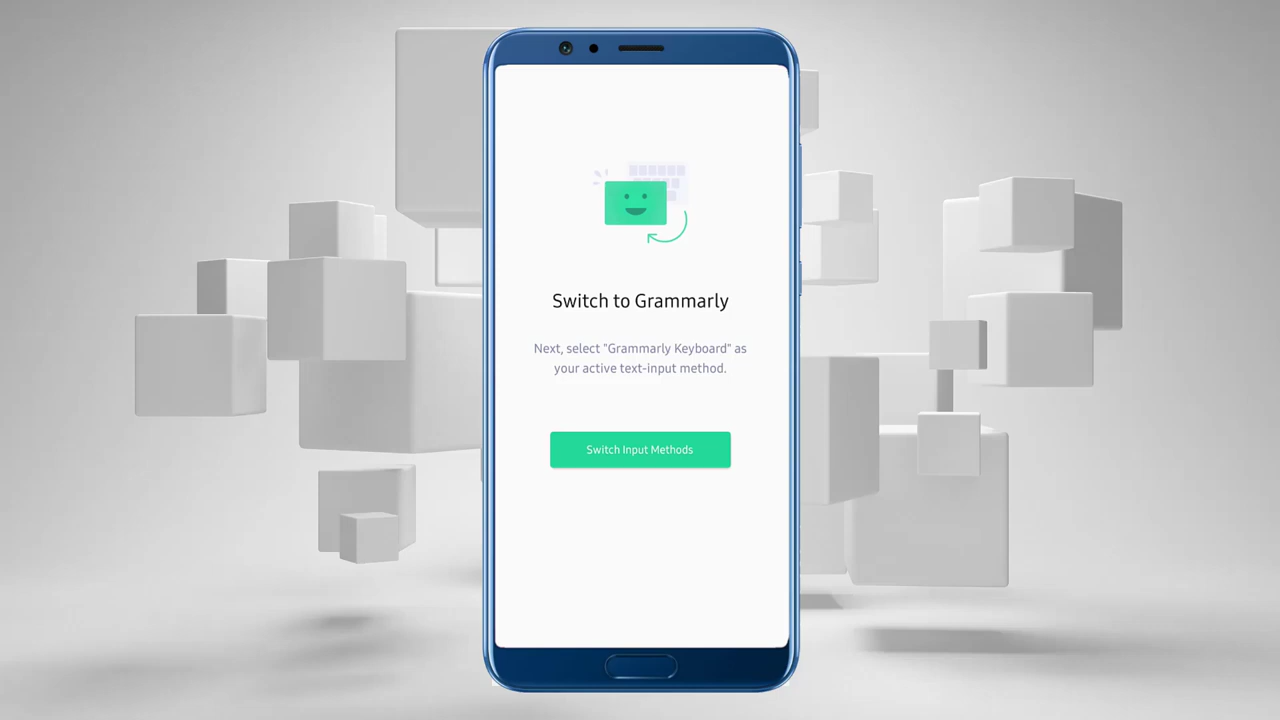 Switch to Grammarly
Next, select "Grammarly Keyboard" as
your active text-input method.
Switch Input Methods